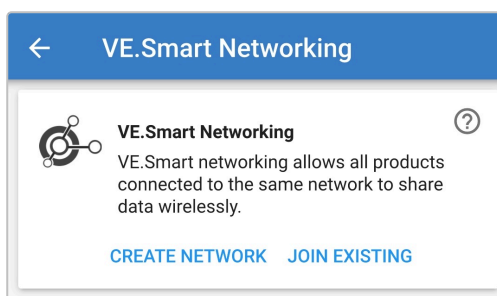 VE.Smart Networking
VE.Smart Networking
VE.Smart networking allows all products
connected to the same network to share
data wirelessly.
CREATE NETWORK JOIN EXISTING